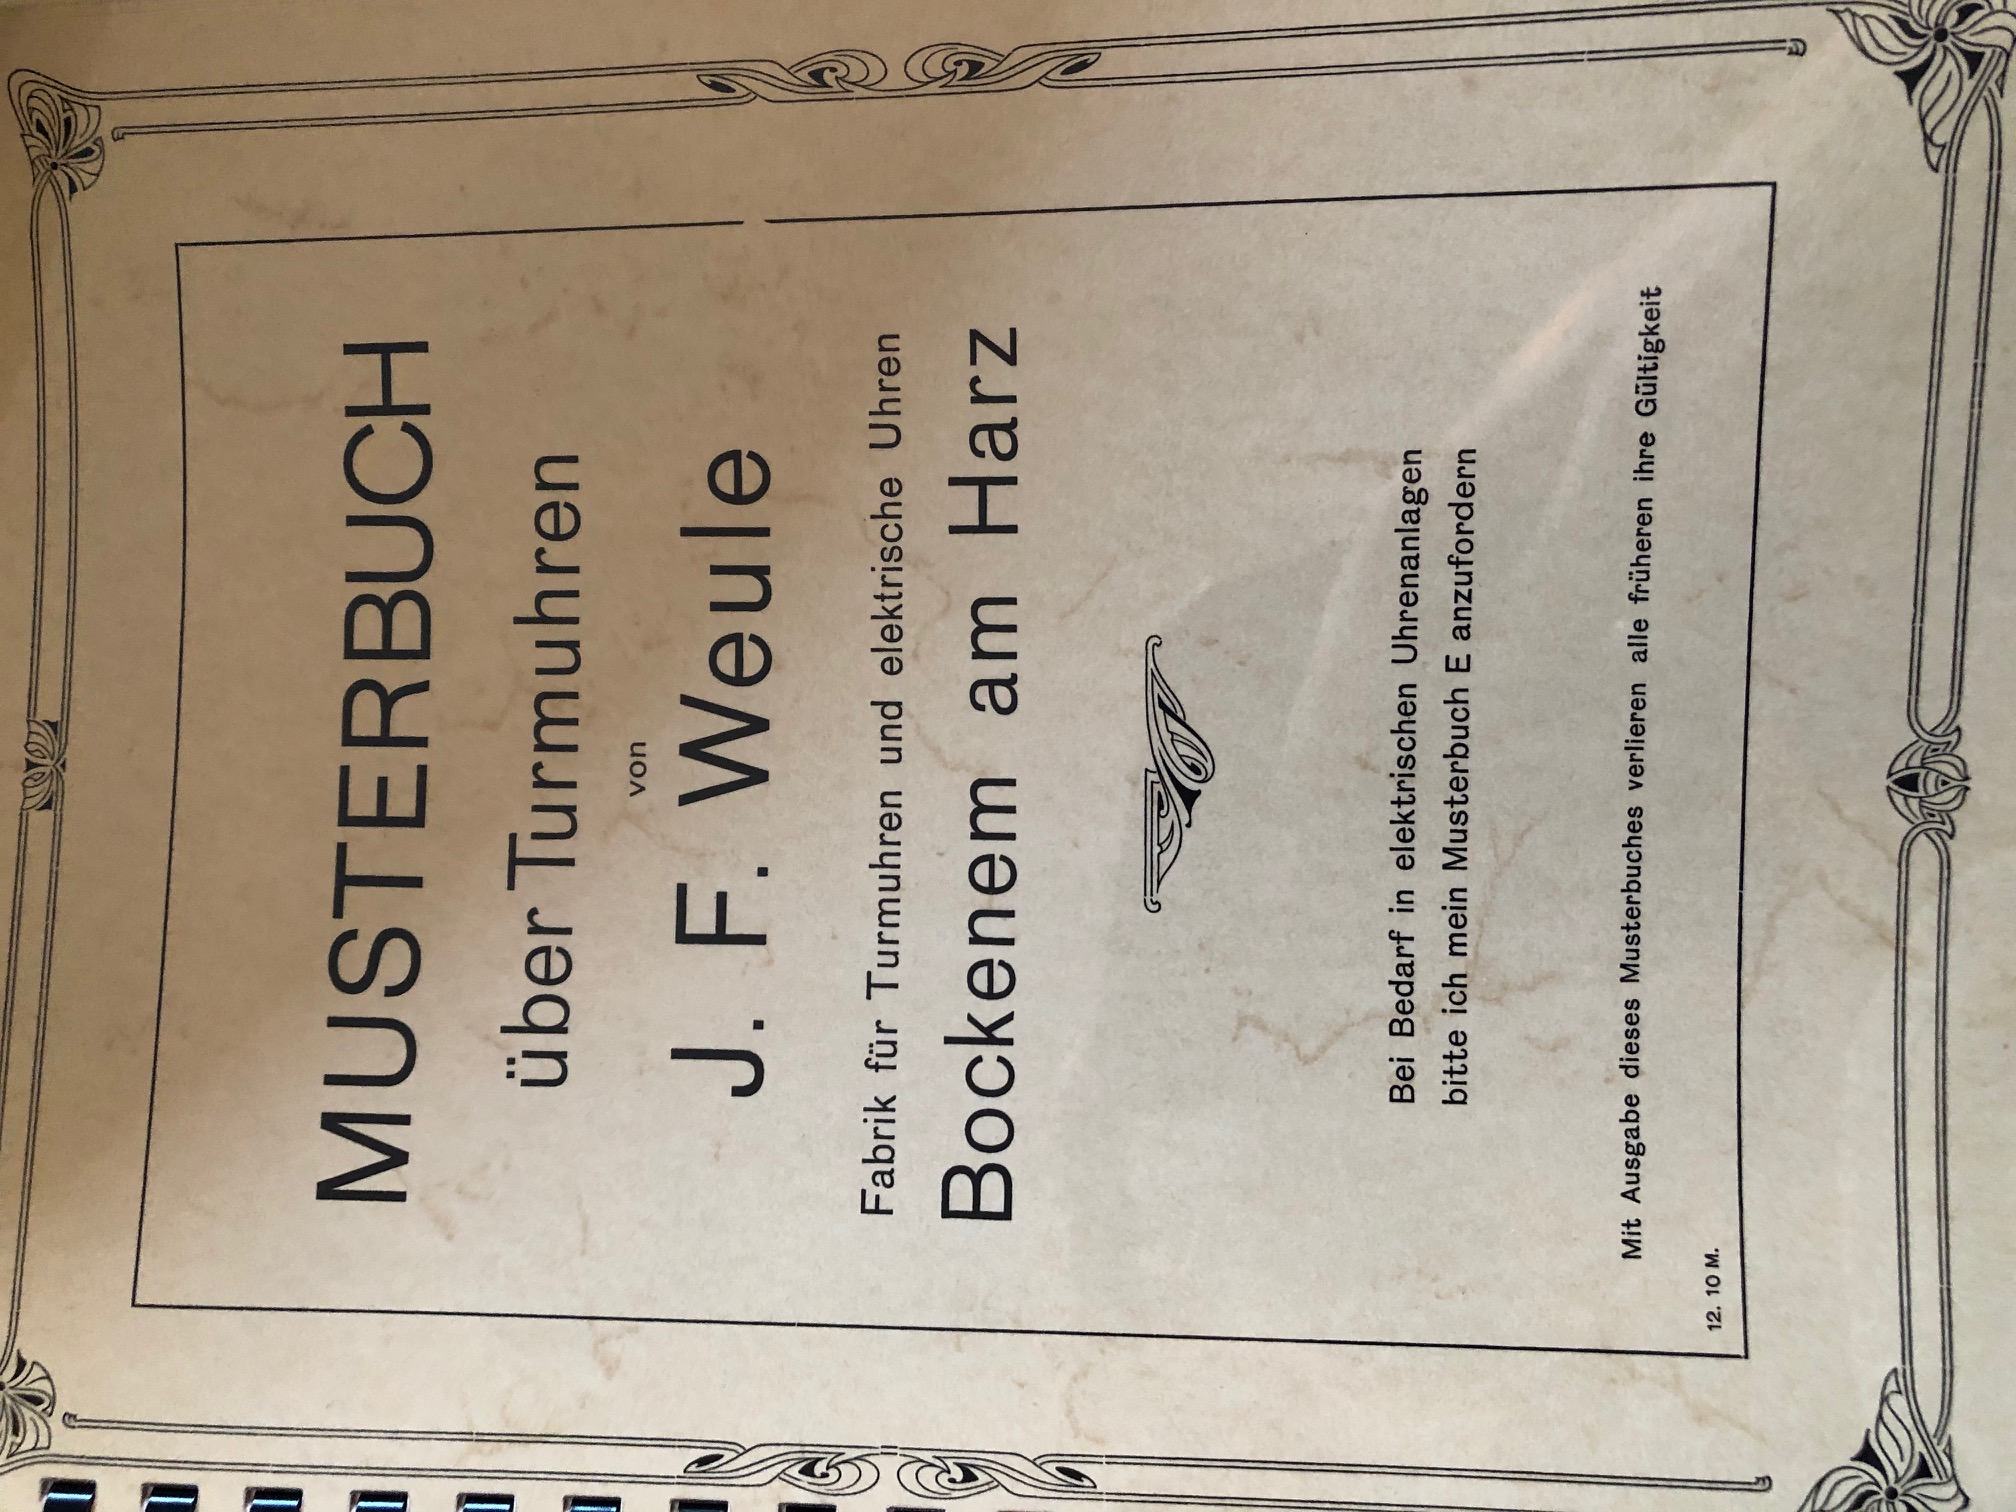 MUSTERBUCH
über Turmuhren
von
J. F. Weule
Fabrik für Turmuhren und elektrische Uhren
Bockenem am Harz
Bei Bedarf in elektrischen Uhrenanlagen
bitte ich mein Musterbuch E anzufordern
Mit Ausgabe dieses Musterbuches verlieren alle früheren ihre Gültigkeit
12. 10 M.